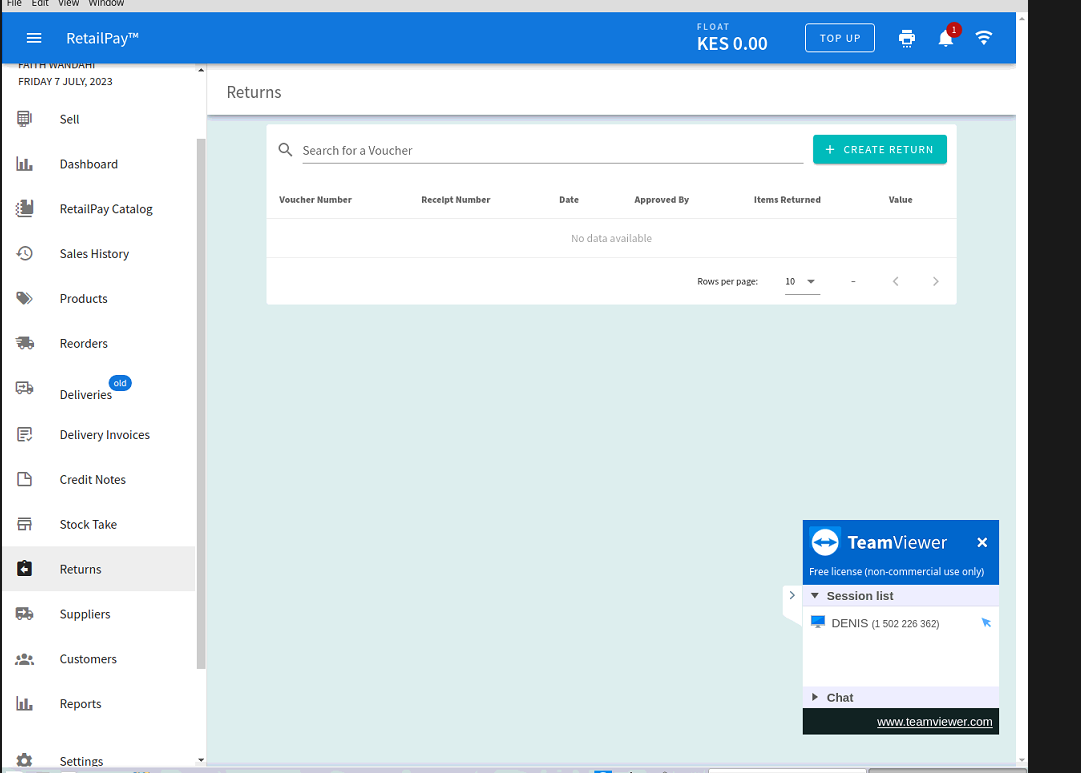 File Edit View Window
RetailPay™
FLOAT
KES 0.00
TOP UP
1
FAITH WANDAHI
FRIDAY 7 JULY, 2023
Sell
Dashboard
RetailPay Catalog
Sales History
Products
Reorders
Deliveries old
Delivery Invoices
Credit Notes
Stock Take
Returns
Suppliers
Customers
Reports
Settings
Returns
Search for a Voucher
+ CREATE RETURN
Voucher Number Receipt Number Date Approved By Items Returned Value
No data available
Rows per page: 10 –
TeamViewer
Free license (non-commercial use only)
Session list
DENIS (1 502 226 362)
Chat
www.teamviewer.com